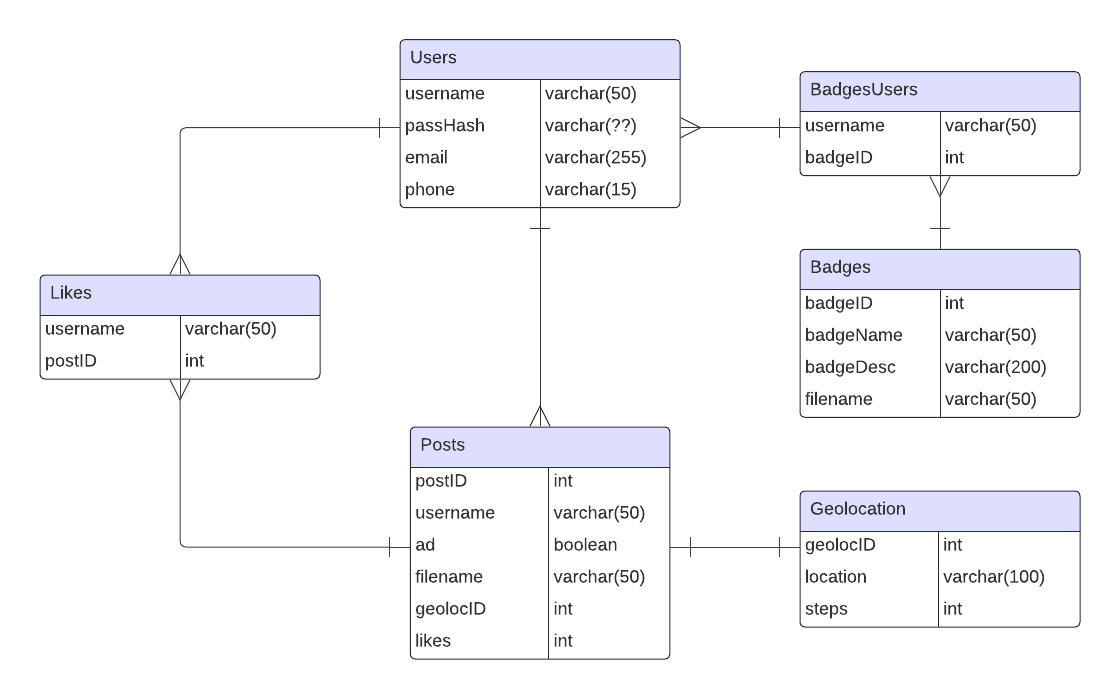 Users
username varchar(50)
passHash varchar(??)
email varchar(255)
phone varchar(15)
BadgesUsers
username varchar(50)
badgeID int
Likes
username varchar(50)
postID int
Badges
badgeID int
badgeName varchar(50)
badgeDesc varchar(200)
filename varchar(50)
Posts
postID int
username varchar(50)
ad boolean
filename varchar(50)
geolocID int
likes int
Geolocation
geolocID int
location varchar(100)
steps int